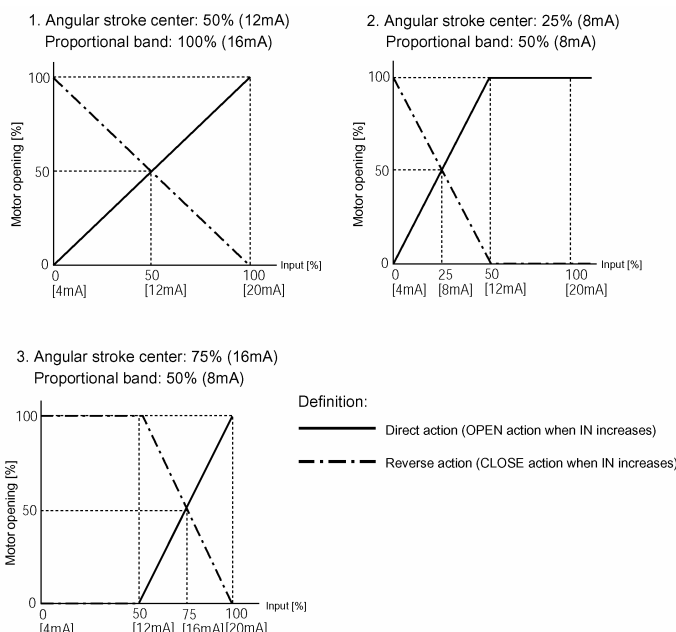 1. Angular stroke center: 50% (12mA)
Proportional band: 100% (16mA)
Motor opening [%]
100
50
0
0 50 100 Input [%]
[4mA] [12mA] [20mA]
2. Angular stroke center: 25% (8mA)
Proportional band: 50% (8mA)
Motor opening [%]
100
50
0
0 25 50 100 Input [%]
[4mA] [8mA] [12mA] [20mA]
3. Angular stroke center: 75% (16mA)
Proportional band: 50% (8mA)
Motor opening [%]
100
50
0
0 50 75 100 Input [%]
[4mA] [12mA] [16mA] [20mA]
Definition:
Direct action (OPEN action when IN increases)
Reverse action (CLOSE action when IN increases)